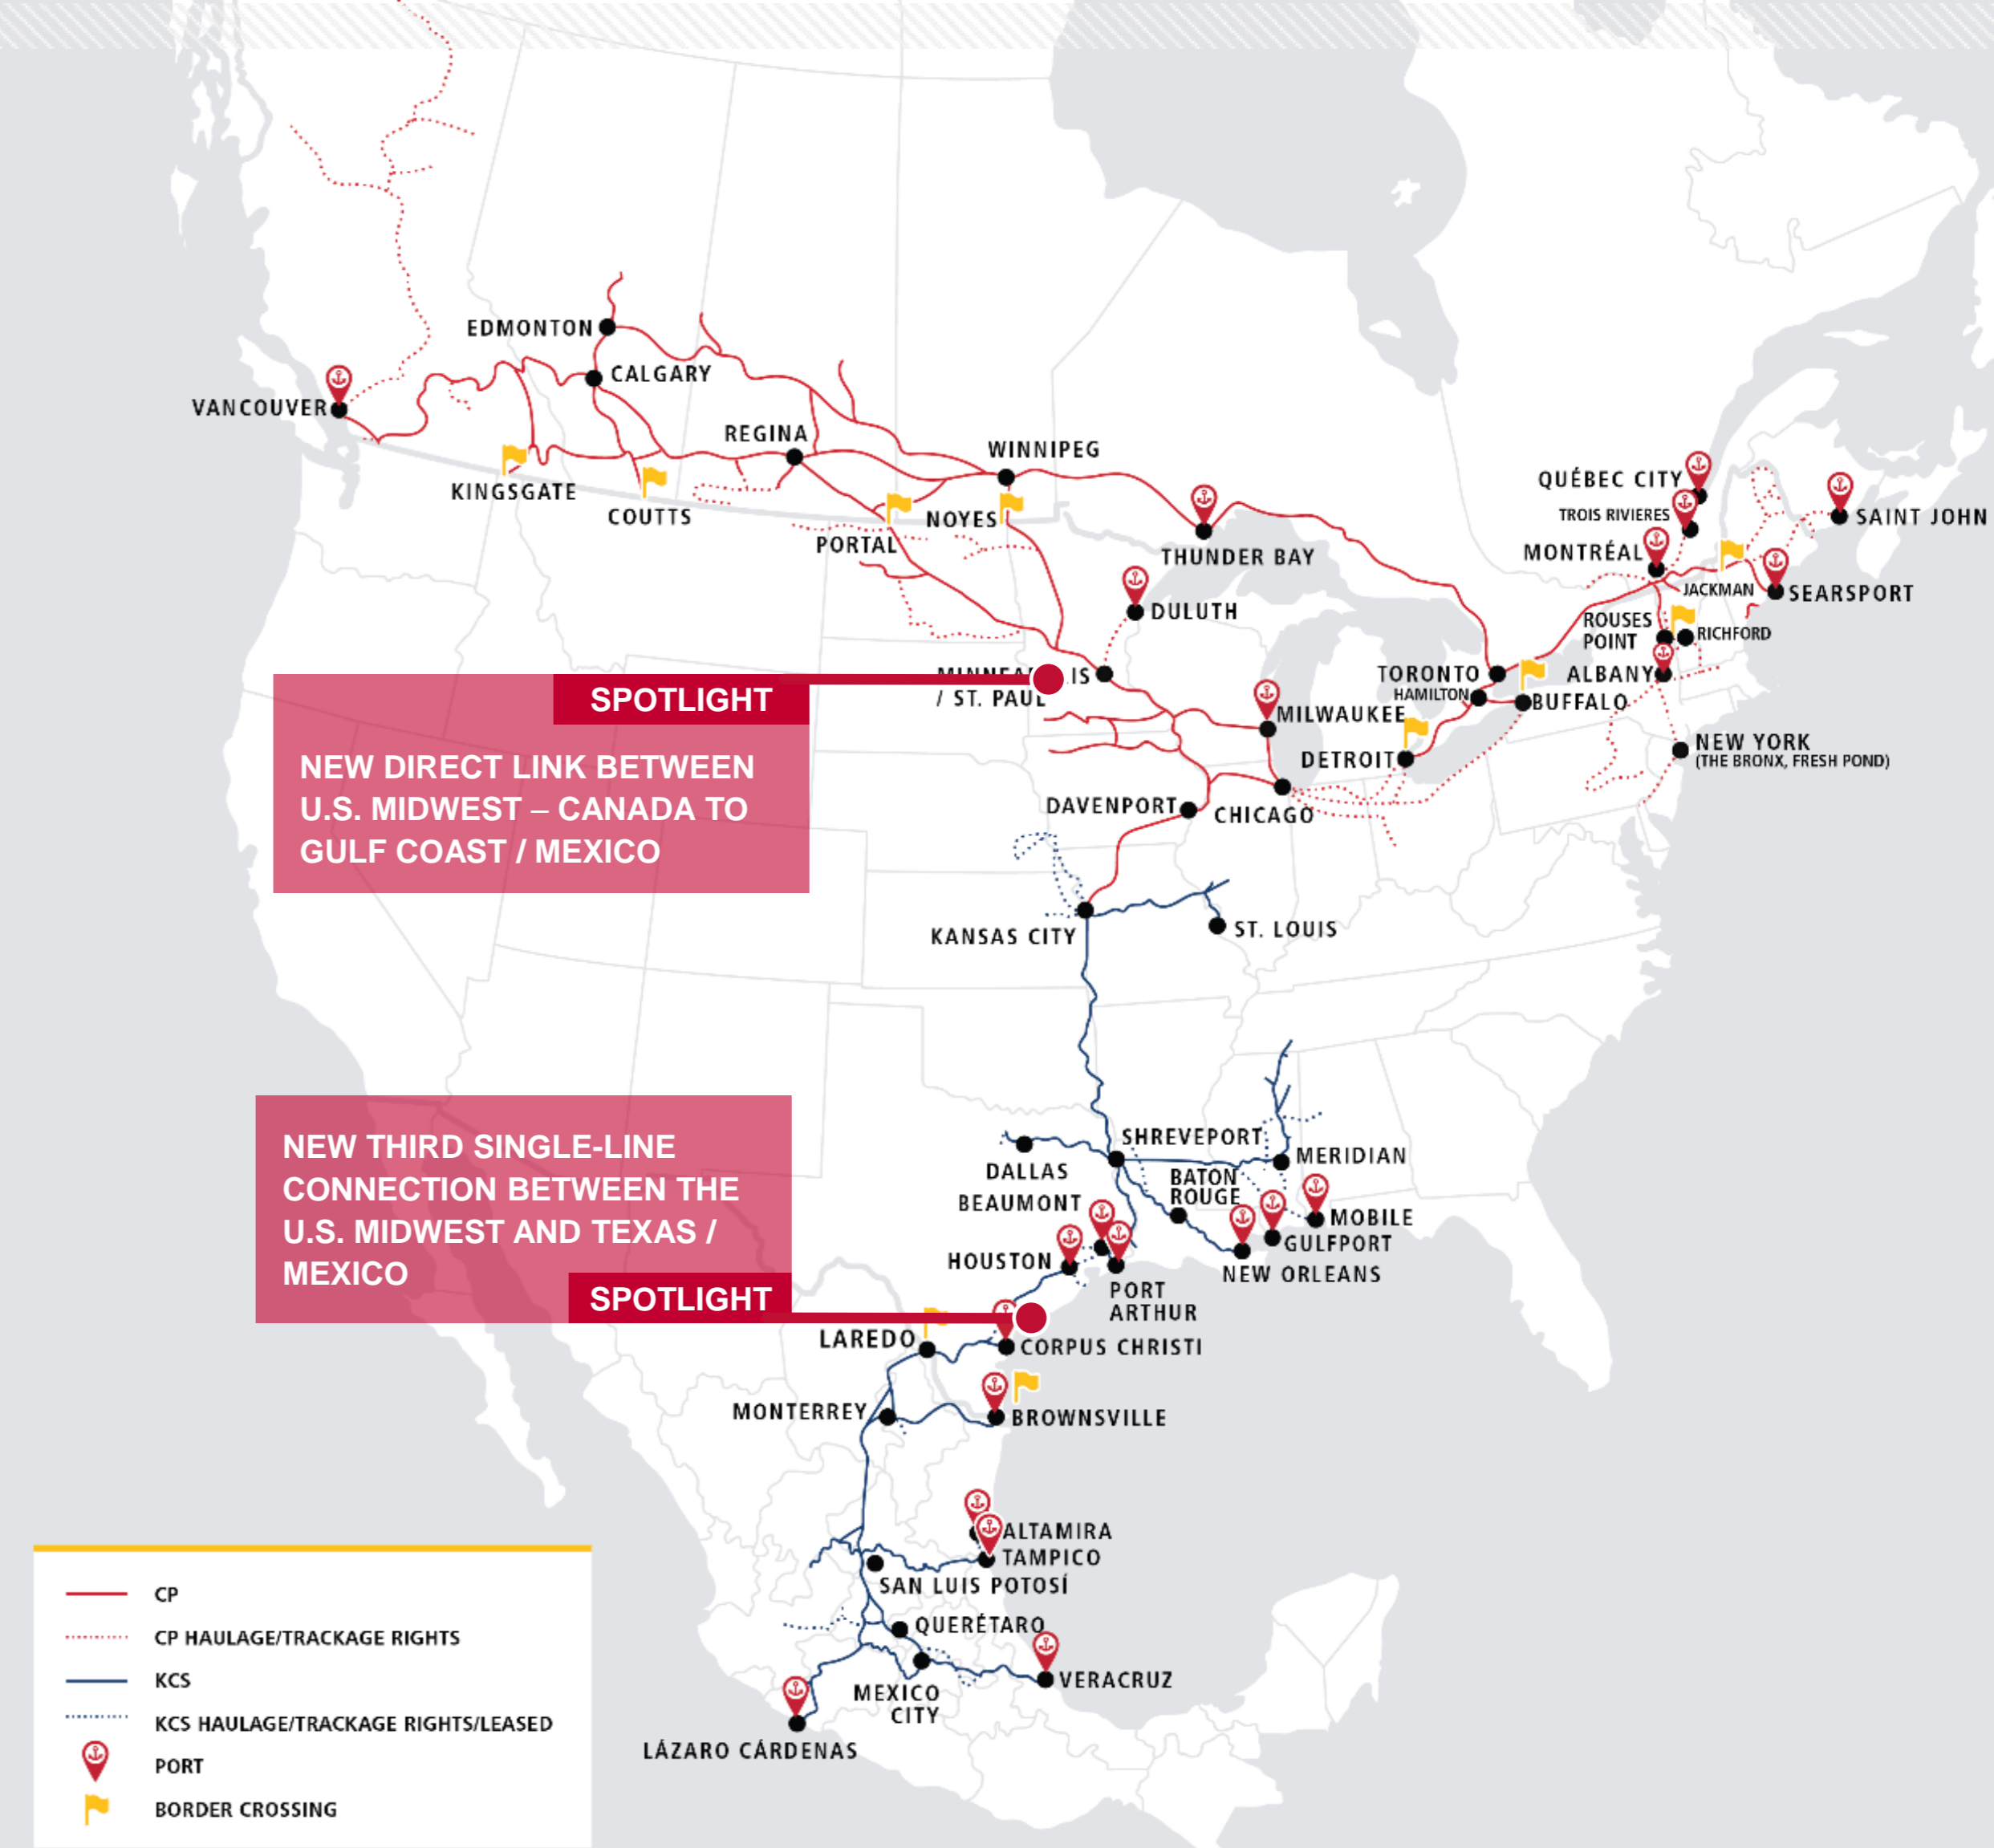 EDMONTON
CALGARY
VANCOUVER
REGINA
WINNIPEG
KINGSGATE
COUTTS
PORTAL
NOYES
THUNDER BAY
DULUTH
QUÉBEC CITY
TROIS RIVIERES
MONTRÉAL
SAINT JOHN
JACKMAN
SEARSPORT
ROUSES
POINT
RICHFORD
ALBANY
TORONTO
HAMILTON
BUFFALO
/ ST. PAUL
MILWAUKEE
DETROIT
NEW YORK
(THE BRONX, FRESH POND)
DAVENPORT
CHICAGO
SPOTLIGHT
NEW DIRECT LINK BETWEEN
U.S. MIDWEST – CANADA TO
GULF COAST / MEXICO
KANSAS CITY
ST. LOUIS
NEW THIRD SINGLE-LINE
CONNECTION BETWEEN THE
U.S. MIDWEST AND TEXAS /
MEXICO
SPOTLIGHT
SHREVEPORT
MERIDIAN
DALLAS
BATON
ROUGE
BEAUMONT
MOBILE
GULFPORT
HOUSTON
NEW ORLEANS
PORT
ARTHUR
LAREDO
CORPUS CHRISTI
MONTERREY
BROWNSVILLE
ALTAMIRA
TAMPICO
SAN LUIS POTOSÍ
QUERÉTARO
VERACRUZ
MEXICO
CITY
LÁZARO CÁRDENAS
CP
CP HAULAGE/TRACKAGE RIGHTS
KCS
KCS HAULAGE/TRACKAGE RIGHTS/LEASED
PORT
BORDER CROSSING